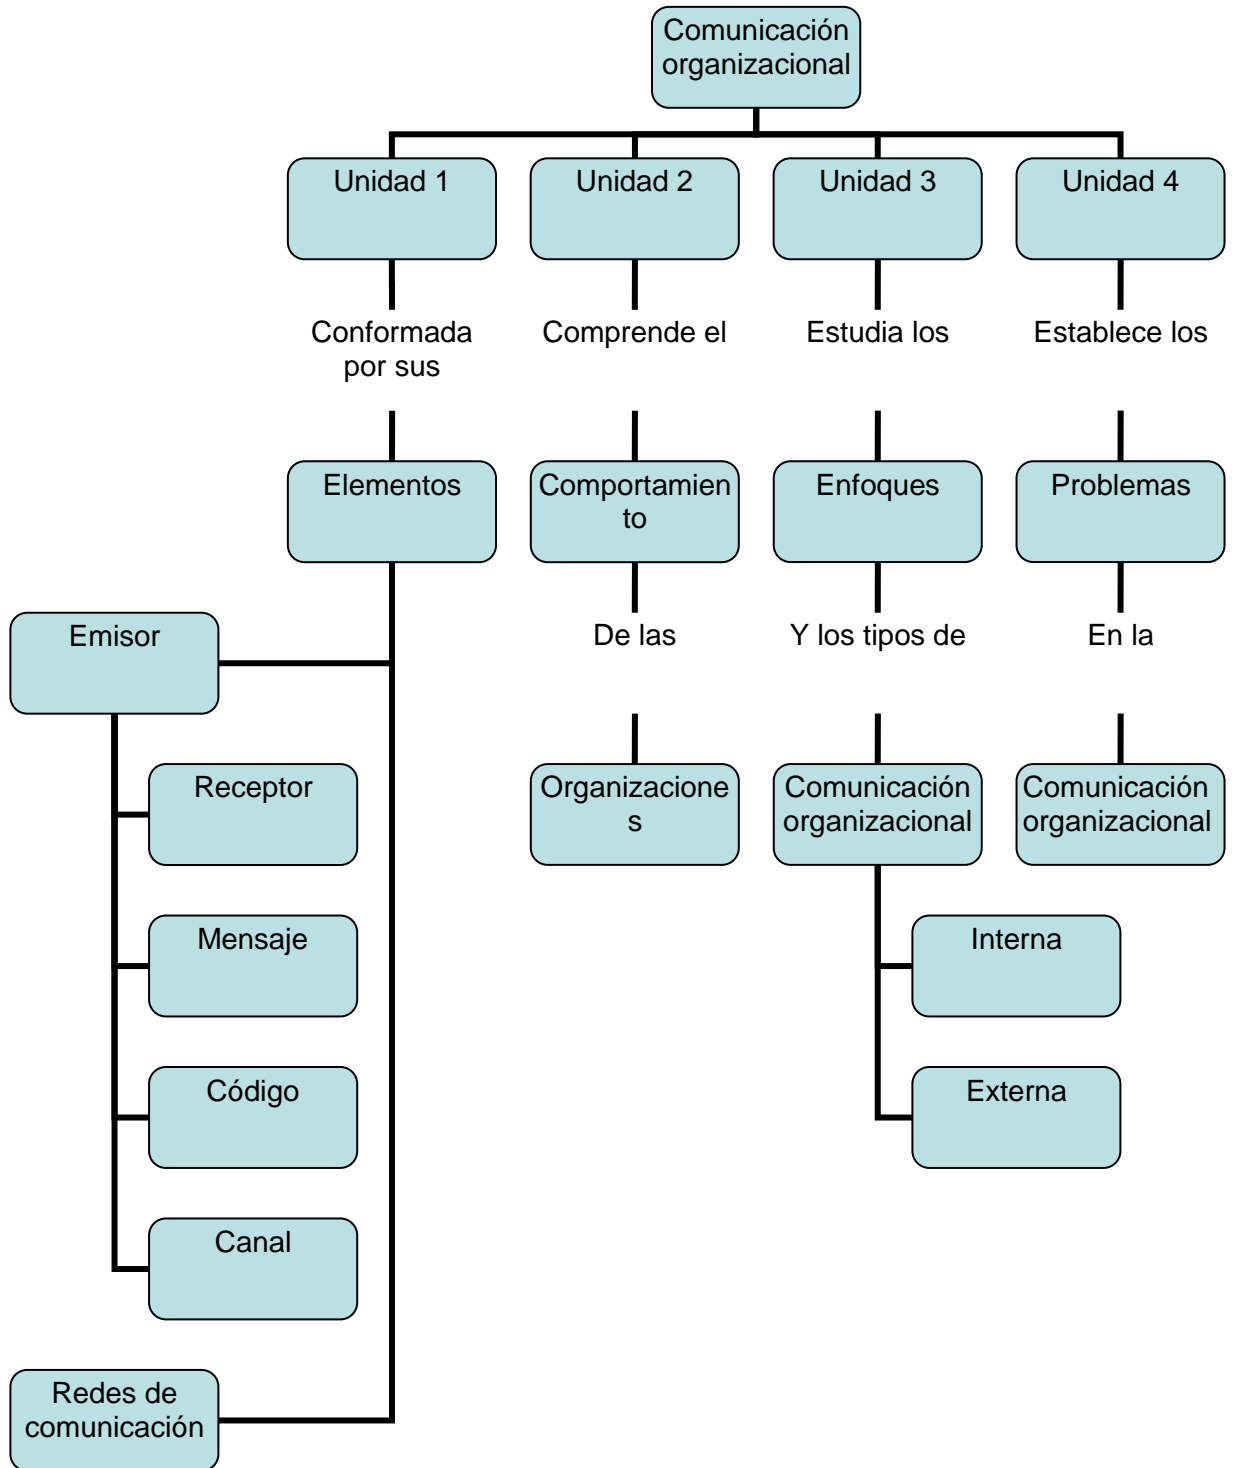 Comunicación
organizacional
Unidad 1
Unidad 2
Unidad 3
Unidad 4
Conformada
por sus
Comprende el
Estudia los
Establece los
Elementos
Comportamien
to
Enfoques
Problemas
Emisor
De las
Y los tipos de
En la
Receptor
Organizacione
s
Comunicación
organizacional
Comunicación
organizacional
Mensaje
Interna
Código
Externa
Canal
Redes de
comunicación